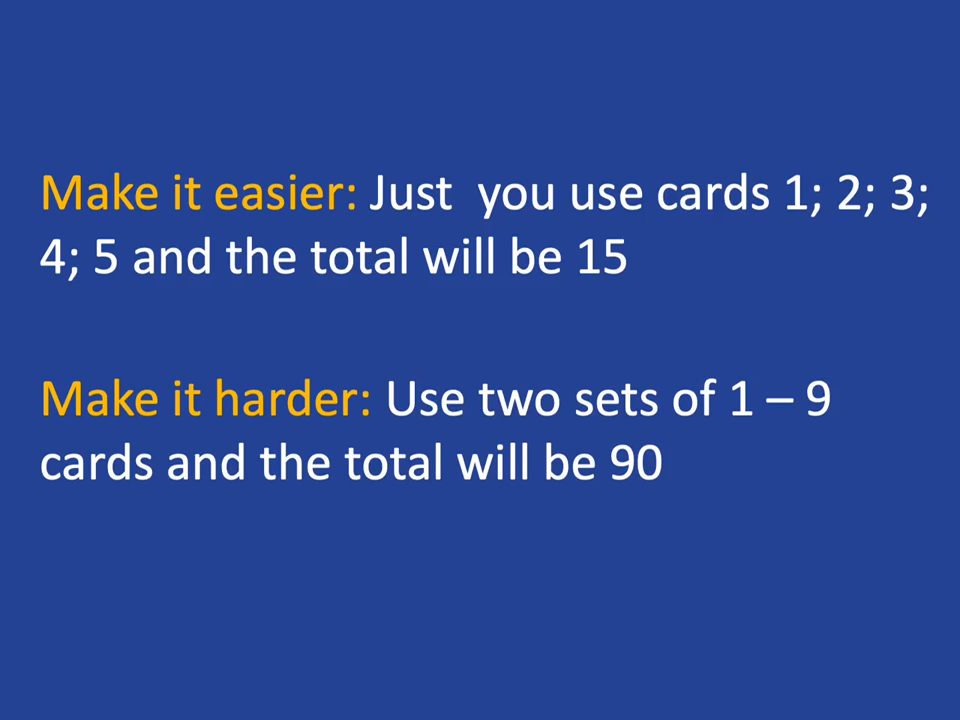 Make it easier: Just  you use cards 1; 2; 3;
4; 5 and the total will be 15
Make it harder: Use two sets of 1 – 9
cards and the total will be 90